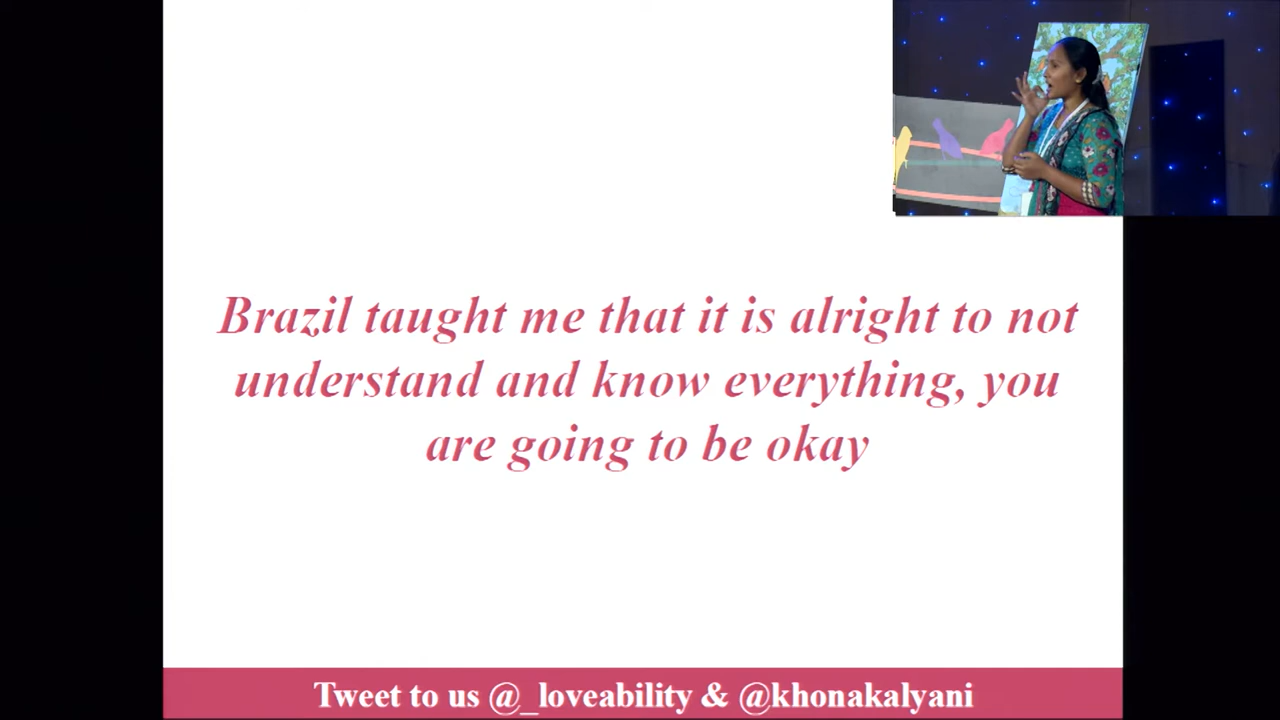 Brazil taught me that it is alright to not
understand and know everything, you
are going to be okay
Tweet to us @_loveability & @khonakalyani